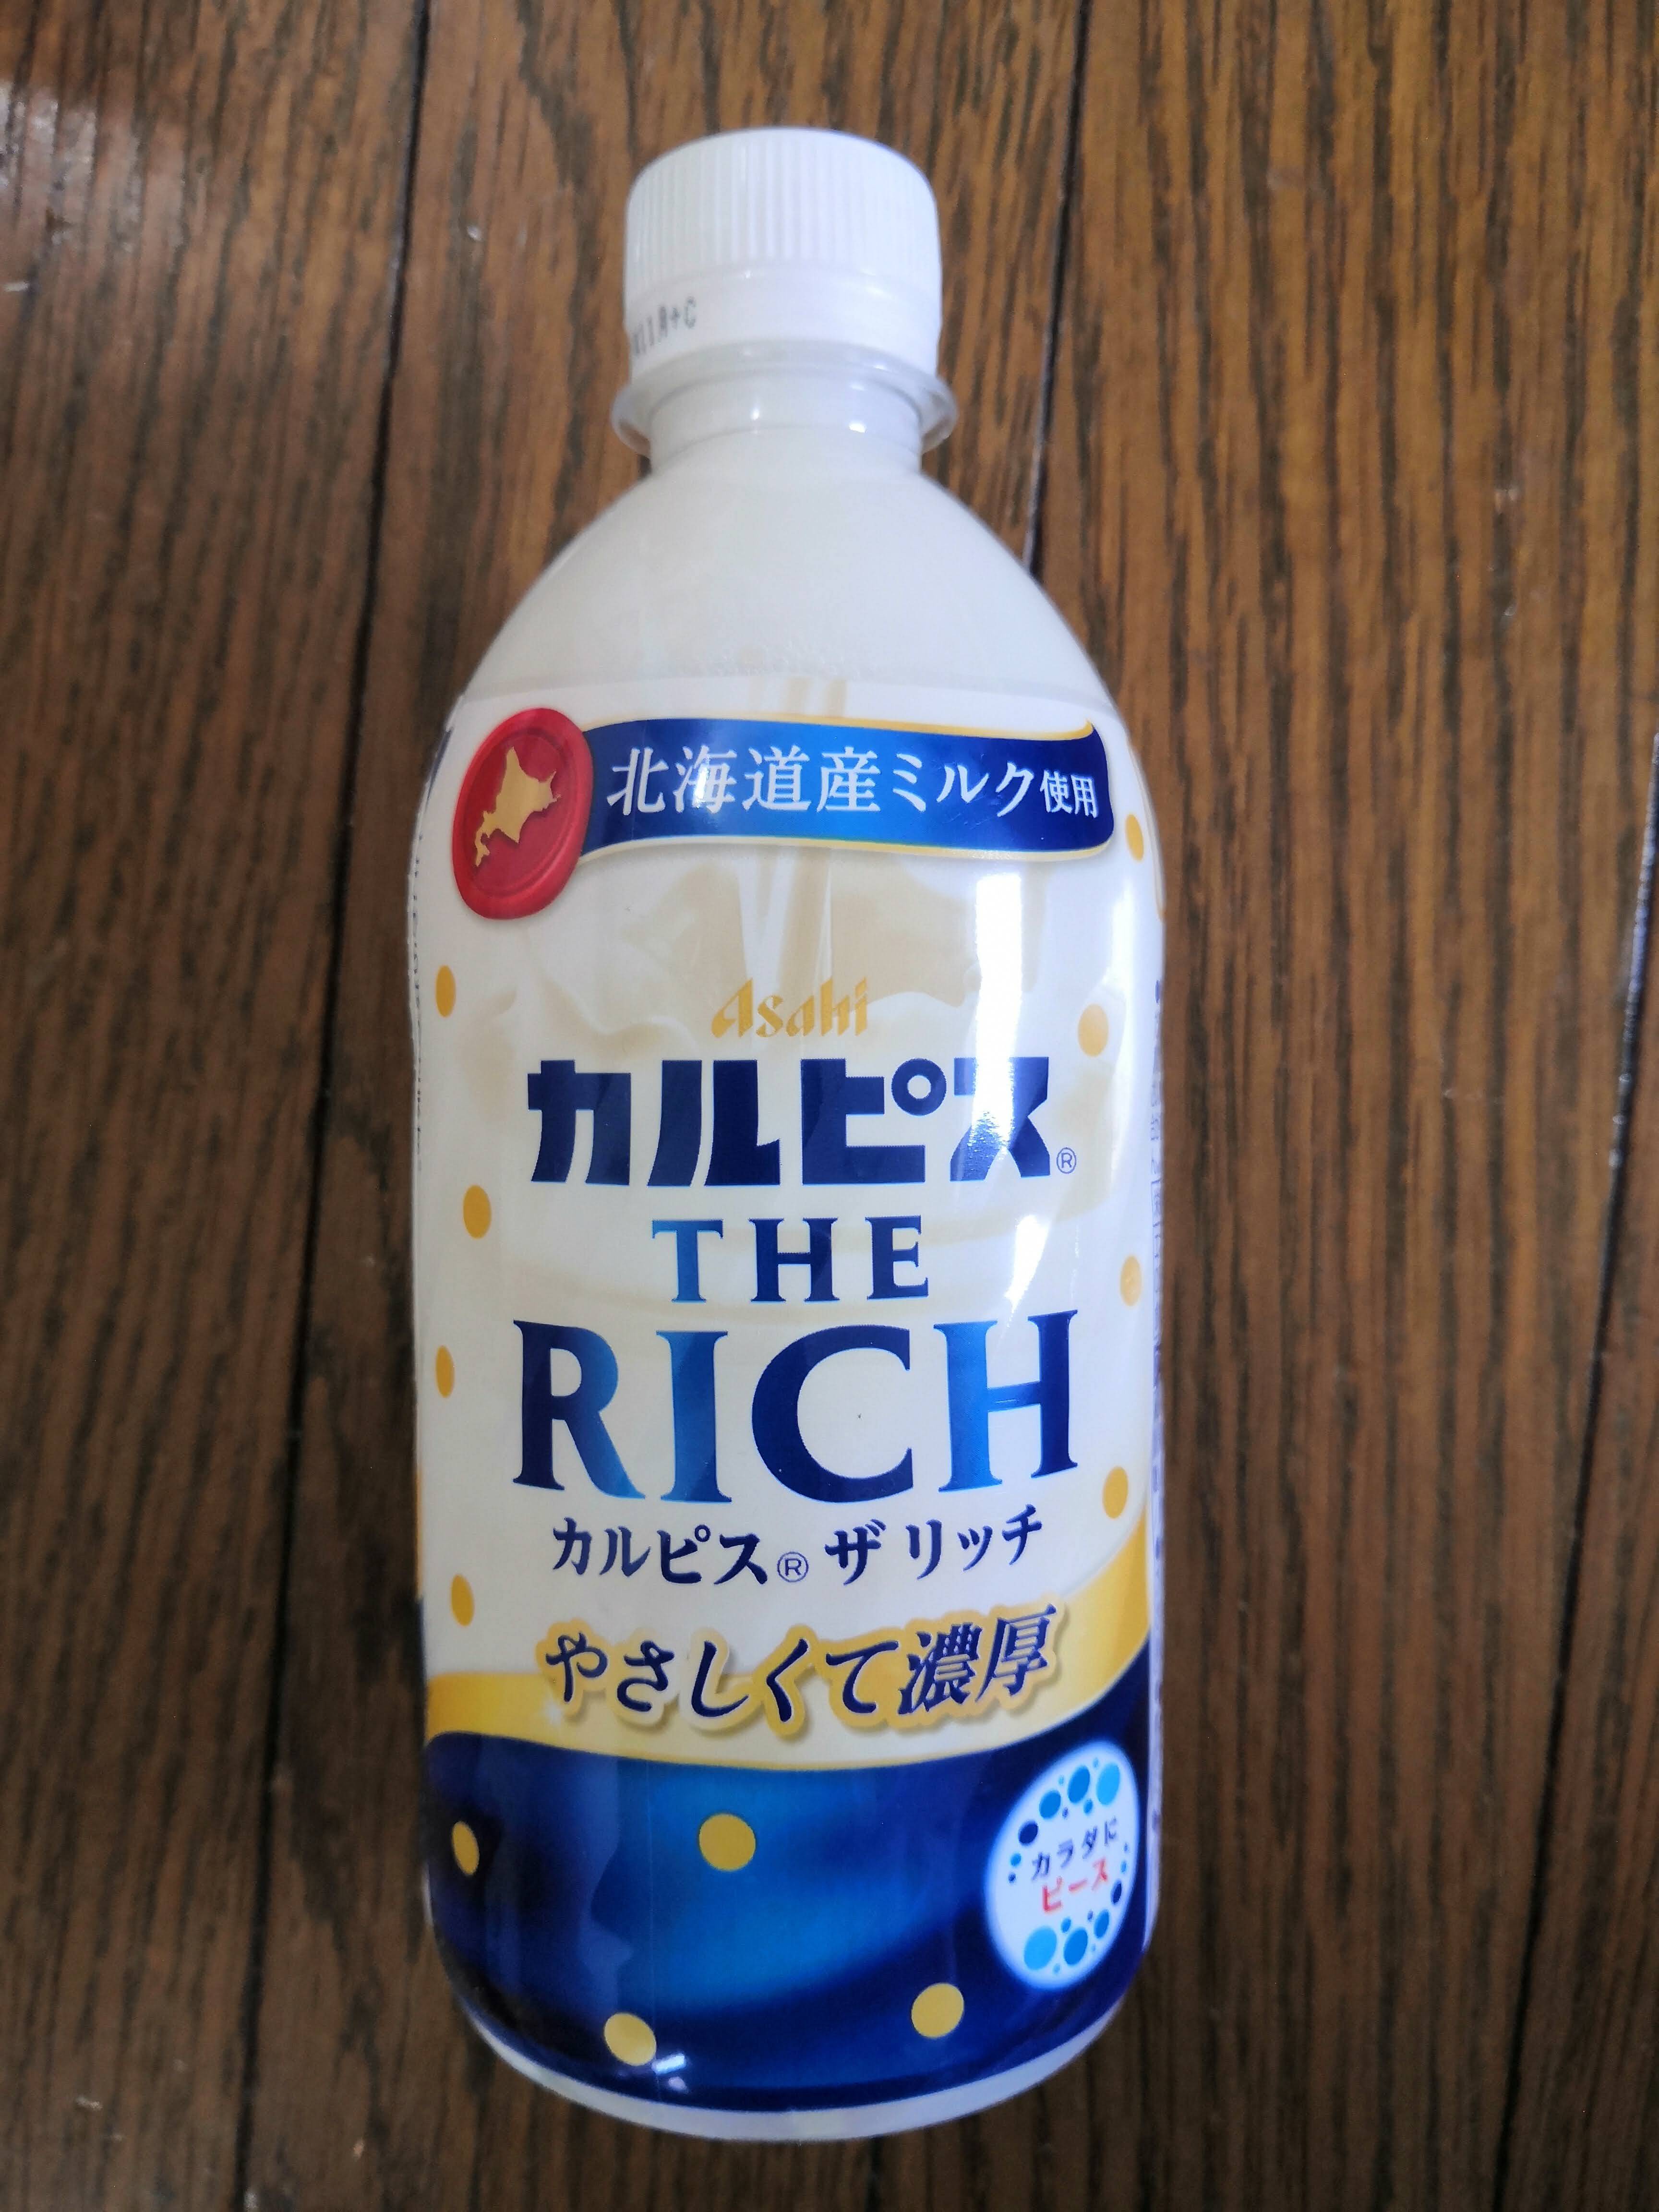 北海道産ミルク使用
Asahi
カルピス®
THE
RICH
カルピス® ザ リッチ
やさしくて濃厚
カラダに
ピース